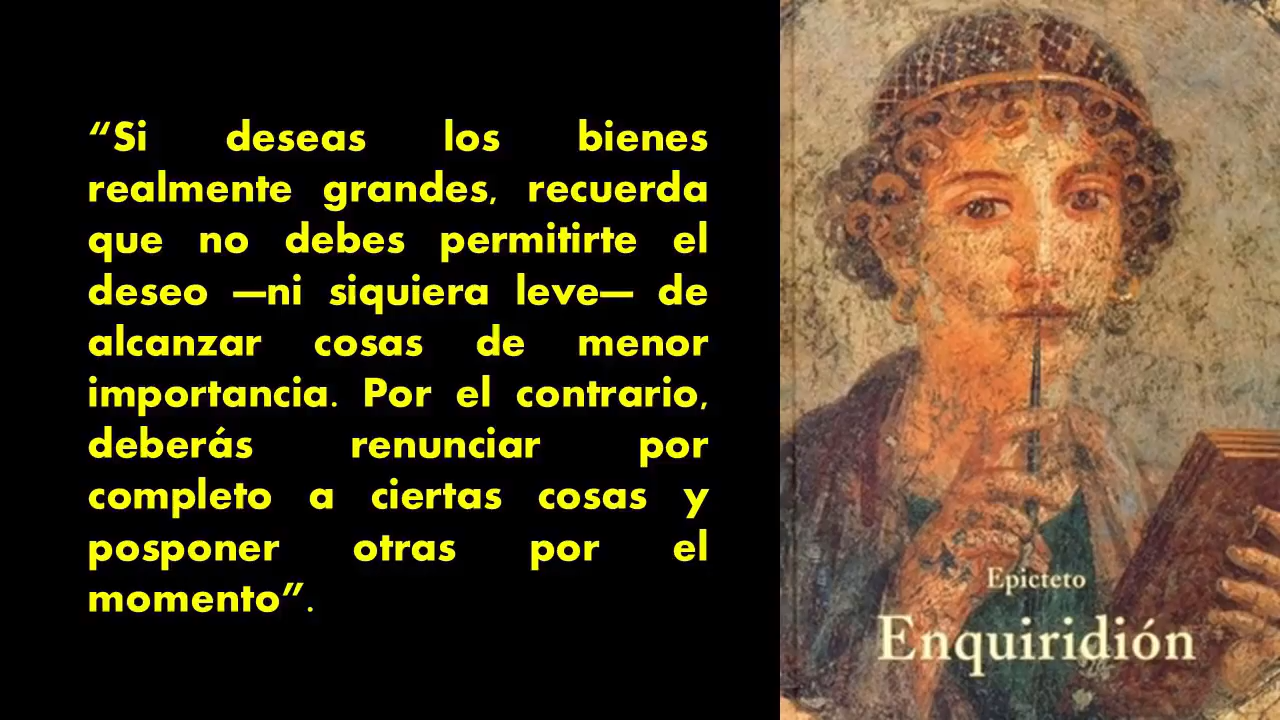 “Si deseas los bienes
realmente grandes, recuerda
que no debes permitirte el
deseo —ni siquiera leve— de
alcanzar cosas de menor
importancia. Por el contrario,
deberás renunciar por
completo a ciertas cosas y
posponer otras por el
momento”.
Epicteto
Enquiridión